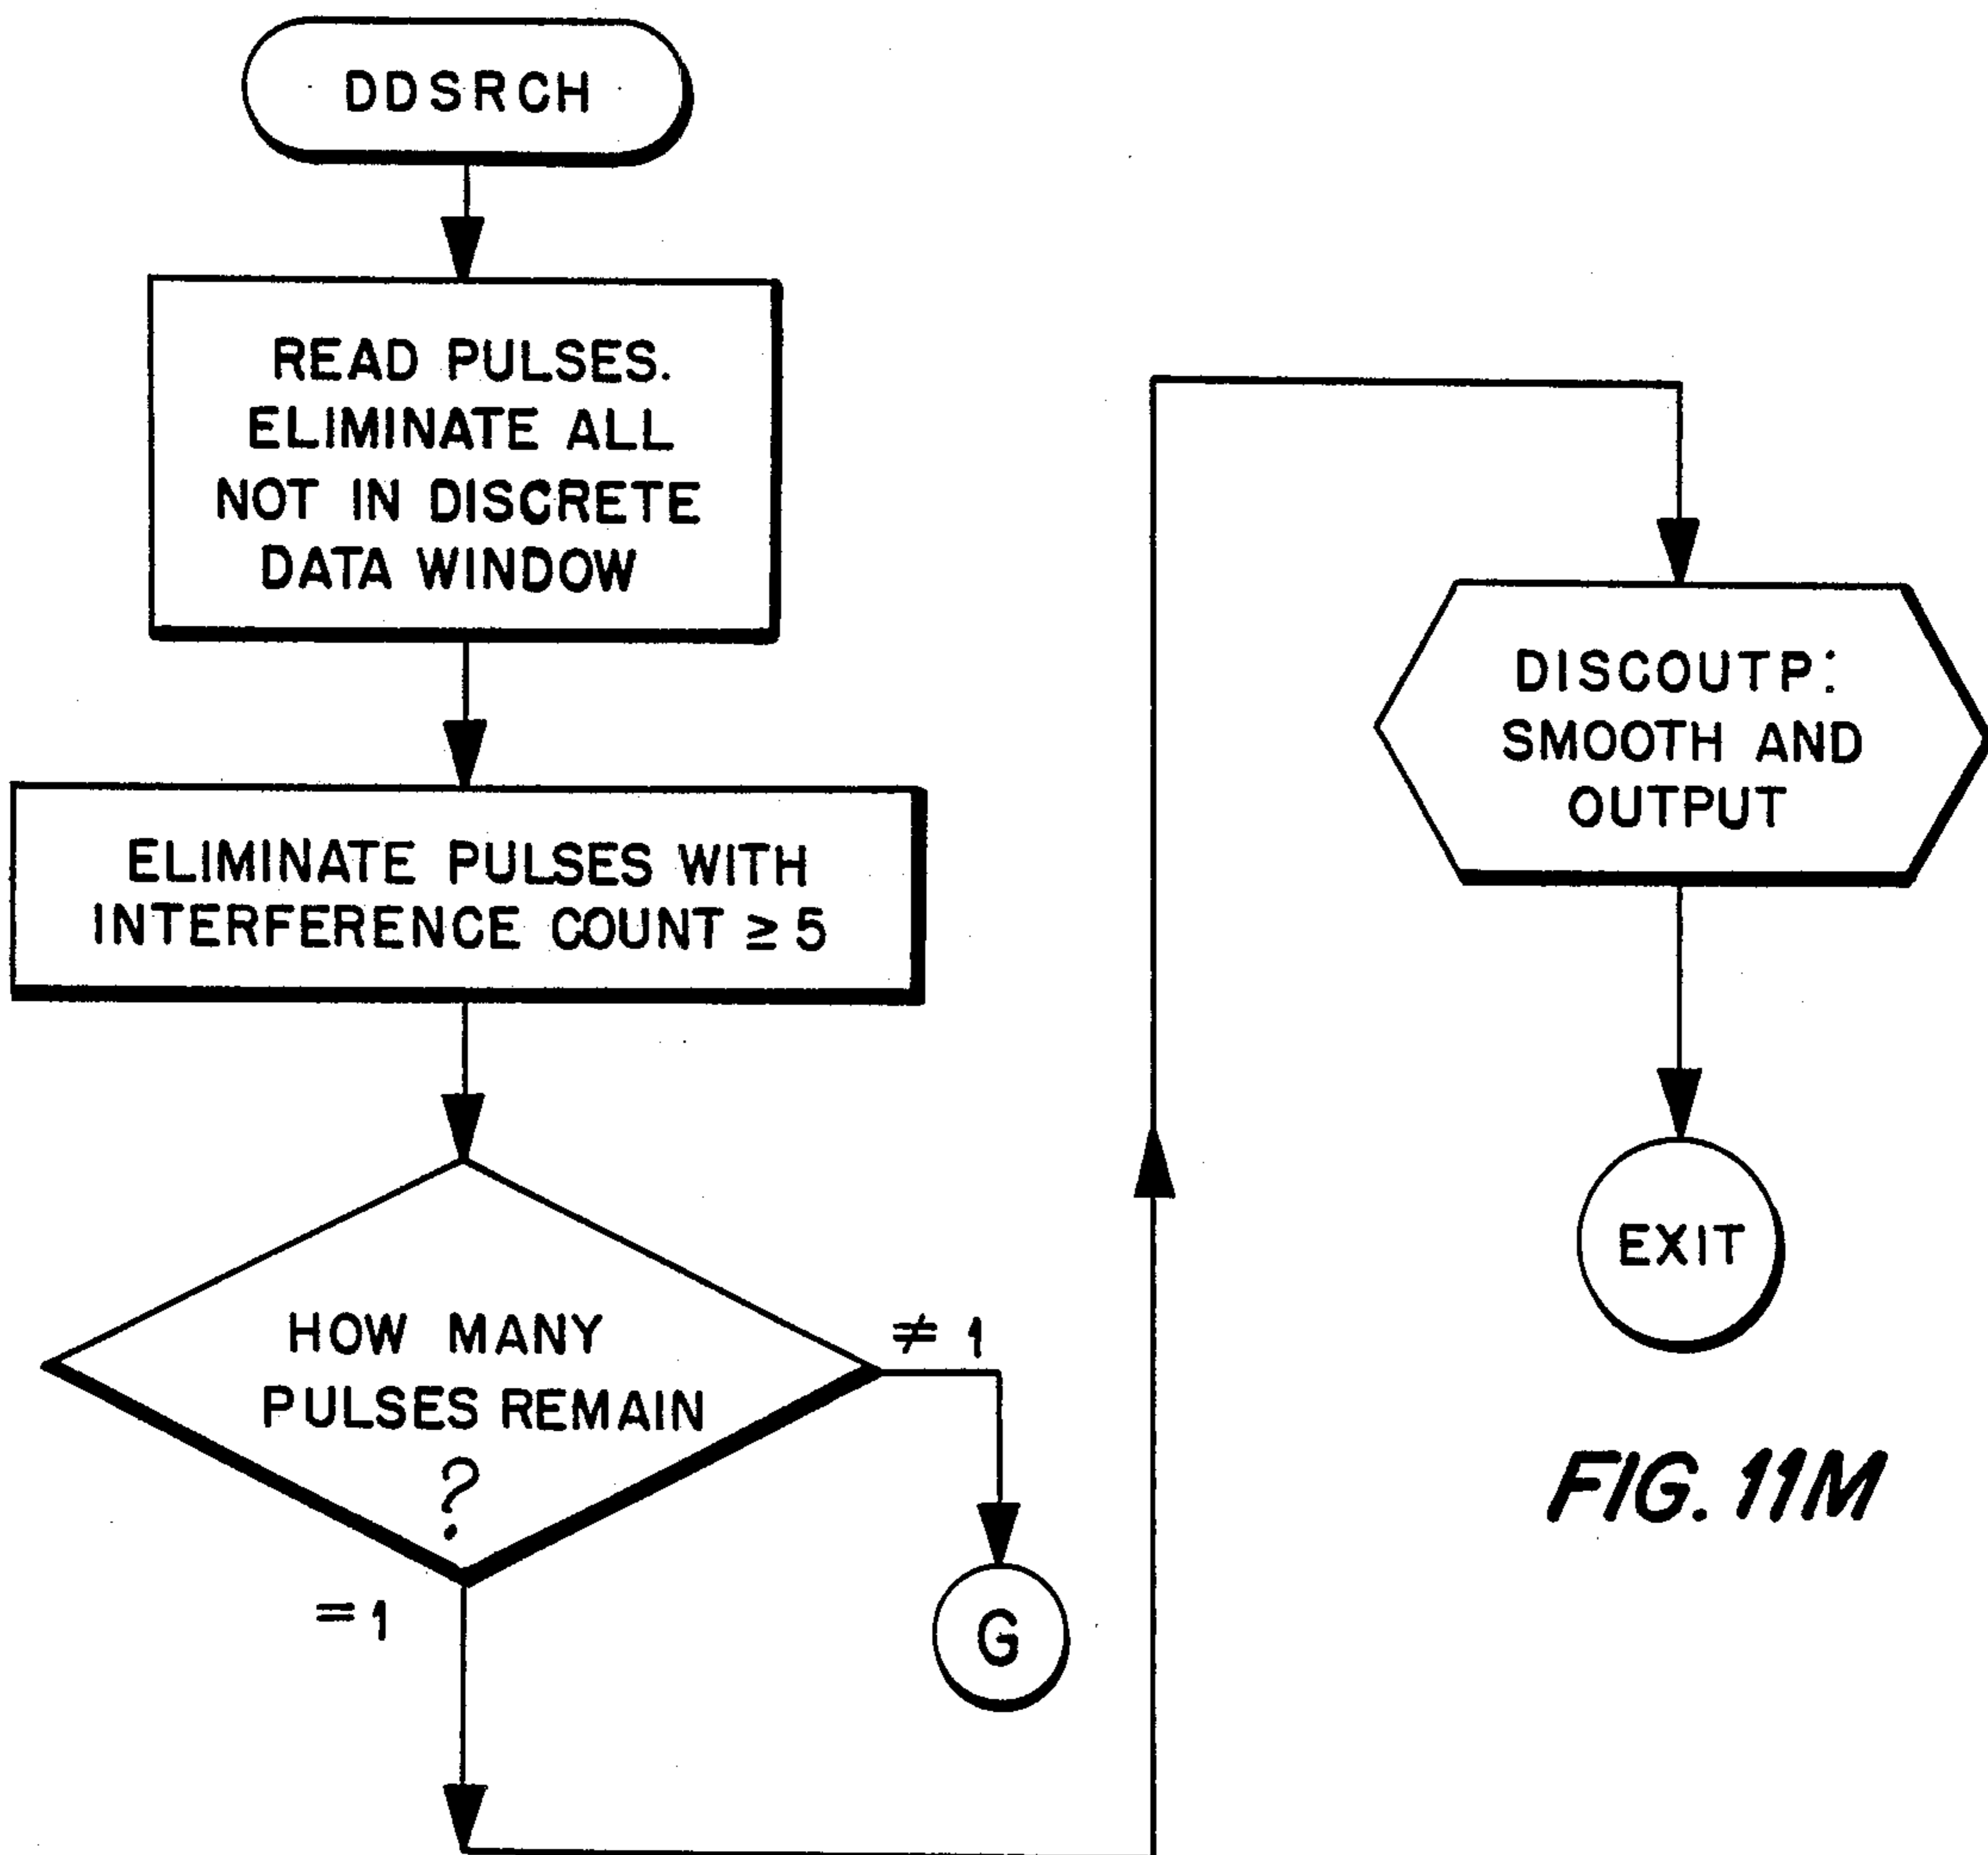 DDSRCH
READ PULSES.
ELIMINATE ALL
NOT IN DISCRETE
DATA WINDOW
ELIMINATE PULSES WITH
INTERFERENCE COUNT ≥ 5
HOW MANY
PULSES REMAIN
?
≠ 1
= 1
G
DISCOUTP:
SMOOTH AND
OUTPUT
EXIT
FIG. 11M